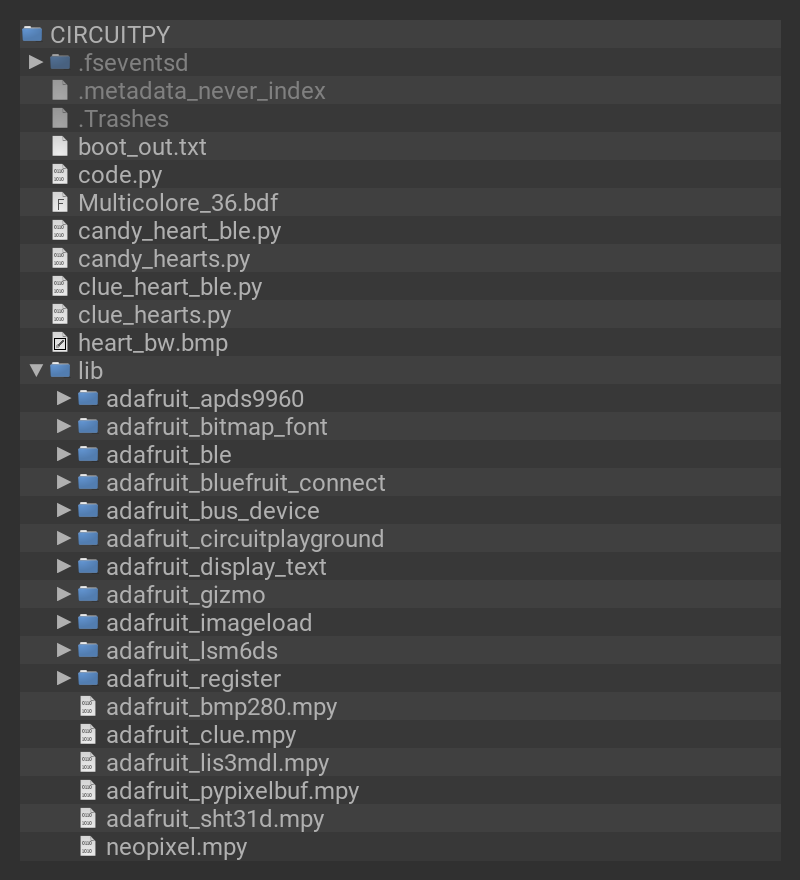 CIRCUITPY
.fseventsd
.metadata_never_index
.Trashes
boot_out.txt
code.py
Multicolore_36.bdf
candy_heart_ble.py
candy_hearts.py
clue_heart_ble.py
clue_hearts.py
heart_bw.bmp
lib
adafruit_apds9960
adafruit_bitmap_font
adafruit_ble
adafruit_bluefruit_connect
adafruit_bus_device
adafruit_circuitplayground
adafruit_display_text
adafruit_gizmo
adafruit_imageload
adafruit_lsm6ds
adafruit_register
adafruit_bmp280.mpy
adafruit_clue.mpy
adafruit_lis3mdl.mpy
adafruit_pypixelbuf.mpy
adafruit_sht31d.mpy
neopixel.mpy